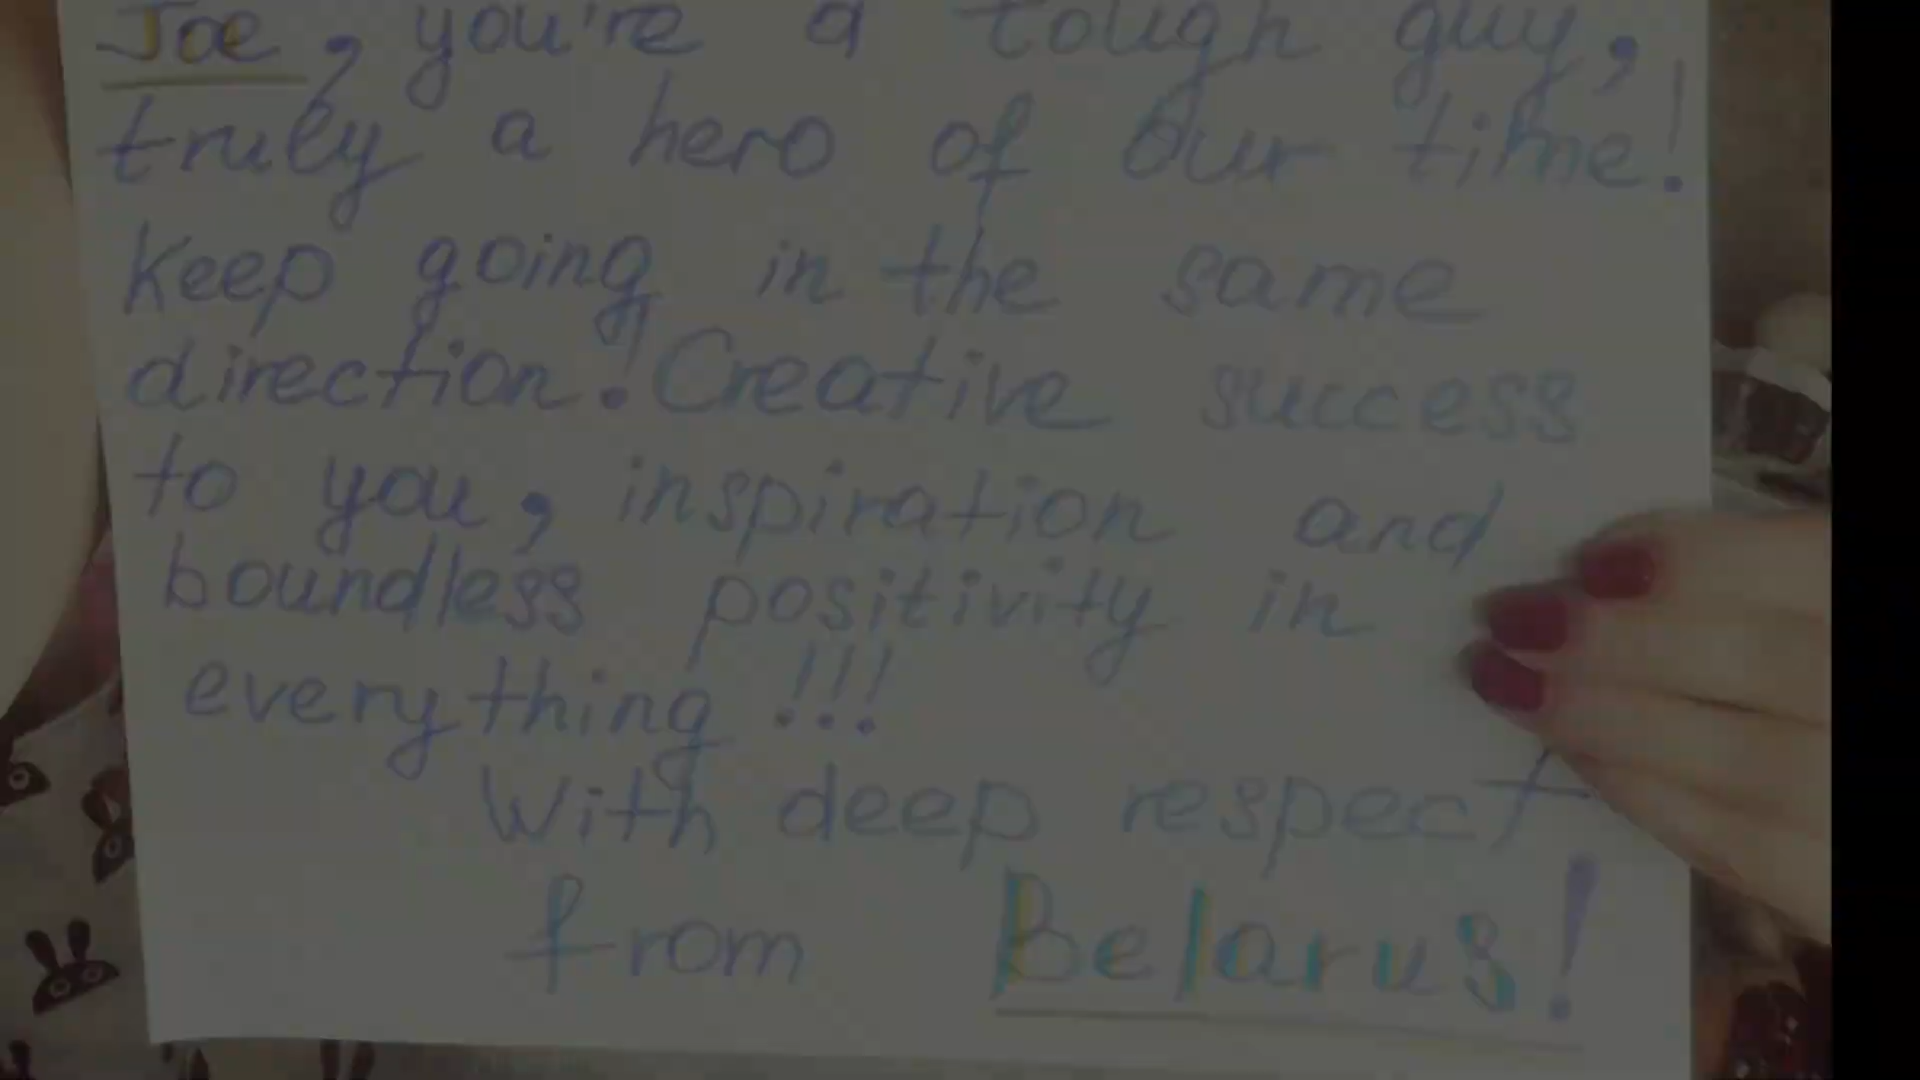 Joe, you're a tough guy,
truly a hero of our time!
Keep going in the same
direction! Creative success
to you, inspiration and
boundless positivity in
everything!!!
With deep respect
from Belarus!